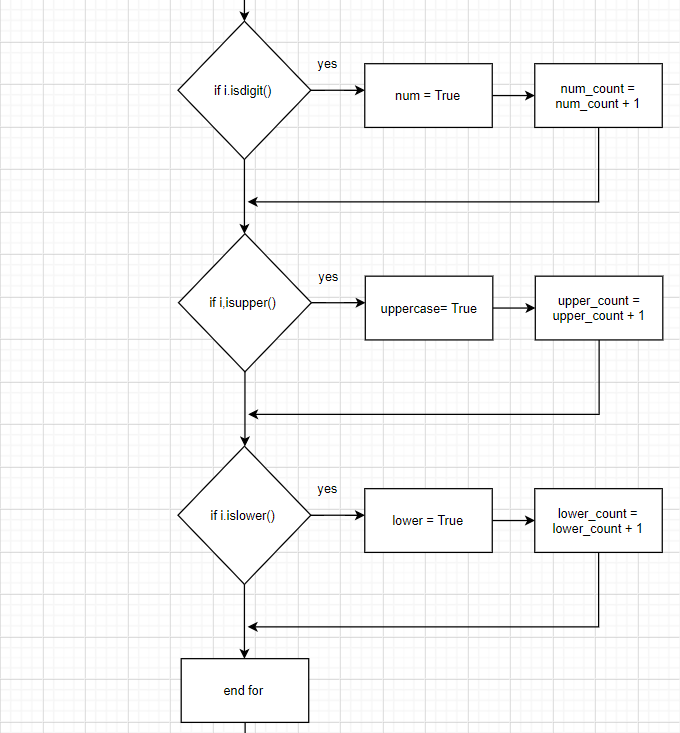 yes
if i.isdigit()
num = True
num_count =
num_count + 1
yes
if i,isupper()
uppercase= True
upper_count =
upper_count + 1
yes
if i.islower()
lower = True
lower_count =
lower_count + 1
end for